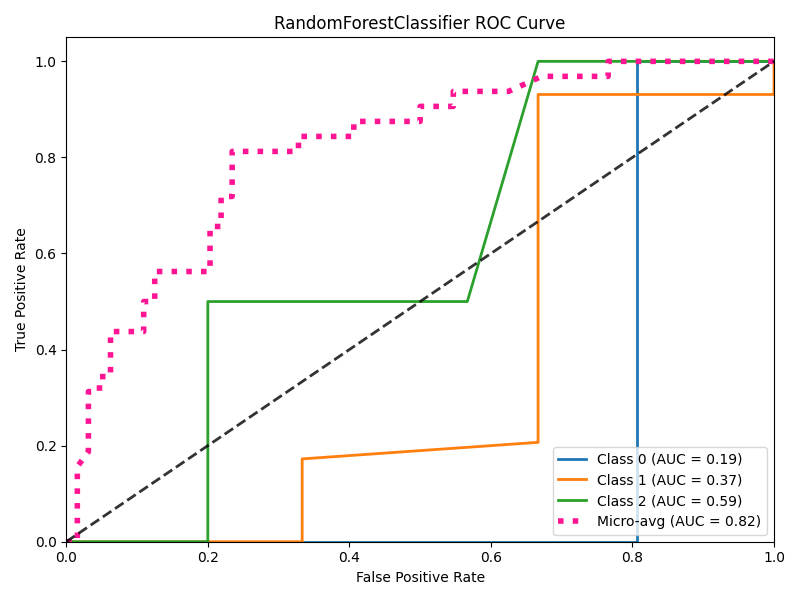 RandomForestClassifier ROC Curve
True Positive Rate
1.0
0.8
0.6
0.4
0.2
0.0
0.0
0.2
0.4
0.6
0.8
1.0
False Positive Rate
Class 0 (AUC = 0.19)
Class 1 (AUC = 0.37)
Class 2 (AUC = 0.59)
Micro-avg (AUC = 0.82)